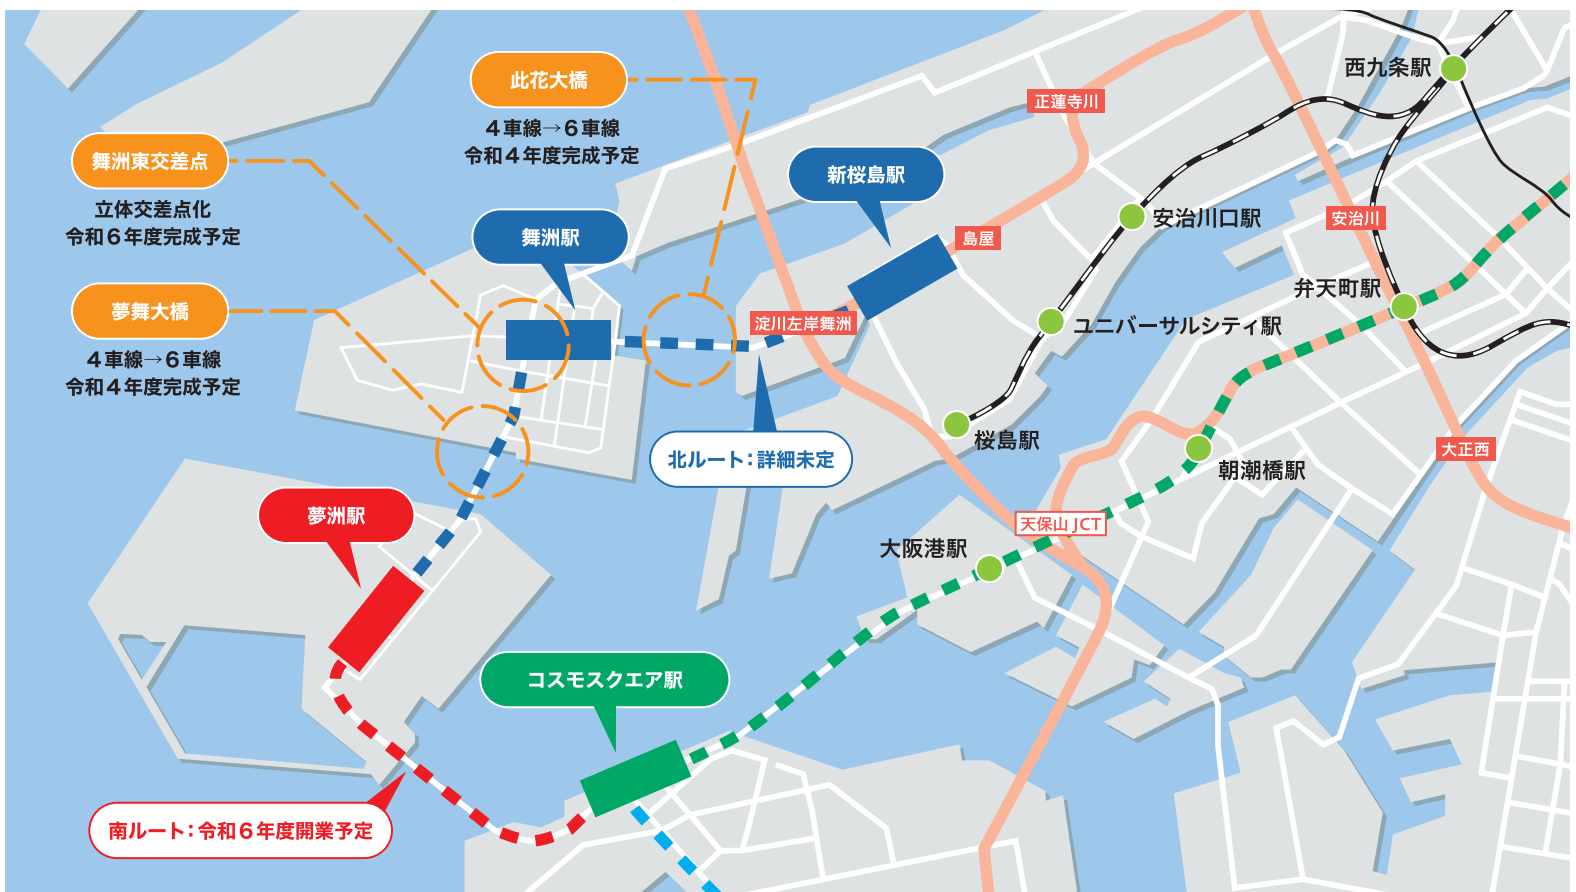 此花大橋
4車線→6車線
令和4年度完成予定
舞洲東交差点
立体交差点化
令和6年度完成予定
夢舞大橋
4車線→6車線
令和4年度完成予定
舞洲駅
新桜島駅
正蓮寺川
西九条駅
安治川口駅
安治川
島屋
弁天町駅
淀川左岸舞洲
ユニバーサルシティ駅
桜島駅
北ルート：詳細未定
朝潮橋駅
大正西
夢洲駅
天保山 JCT
大阪港駅
コスモスクエア駅
南ルート：令和6年度開業予定